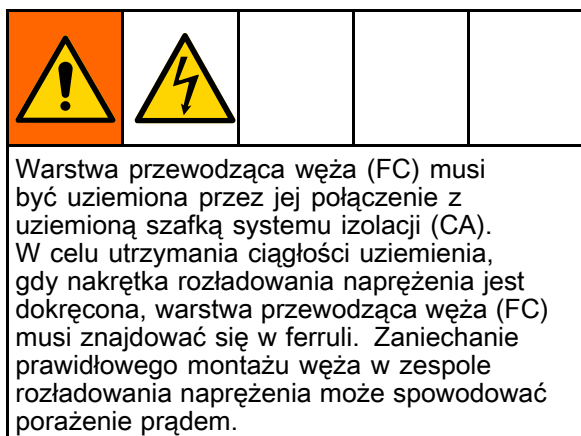 Warstwa przewodząca węża (FC) musi
być uziemiona przez jej połączenie z
uziemioną szafką systemu izolacji (CA).
W celu utrzymania ciągłości uziemienia,
gdy nakrętka rozładowania naprężenia jest
dokręcona, warstwa przewodząca węża (FC)
musi znajdować się w ferruli. Zaniechanie
prawidłowego montażu węża w zespole
rozładowania naprężenia może spowodować
porażenie prądem.